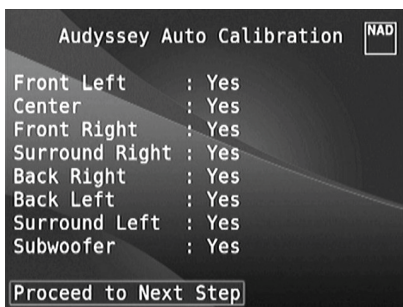 Audyssey Auto Calibration
NAD
Front Left : Yes
Center : Yes
Front Right : Yes
Surround Right : Yes
Back Right : Yes
Back Left : Yes
Surround Left : Yes
Subwoofer : Yes
Proceed to Next Step